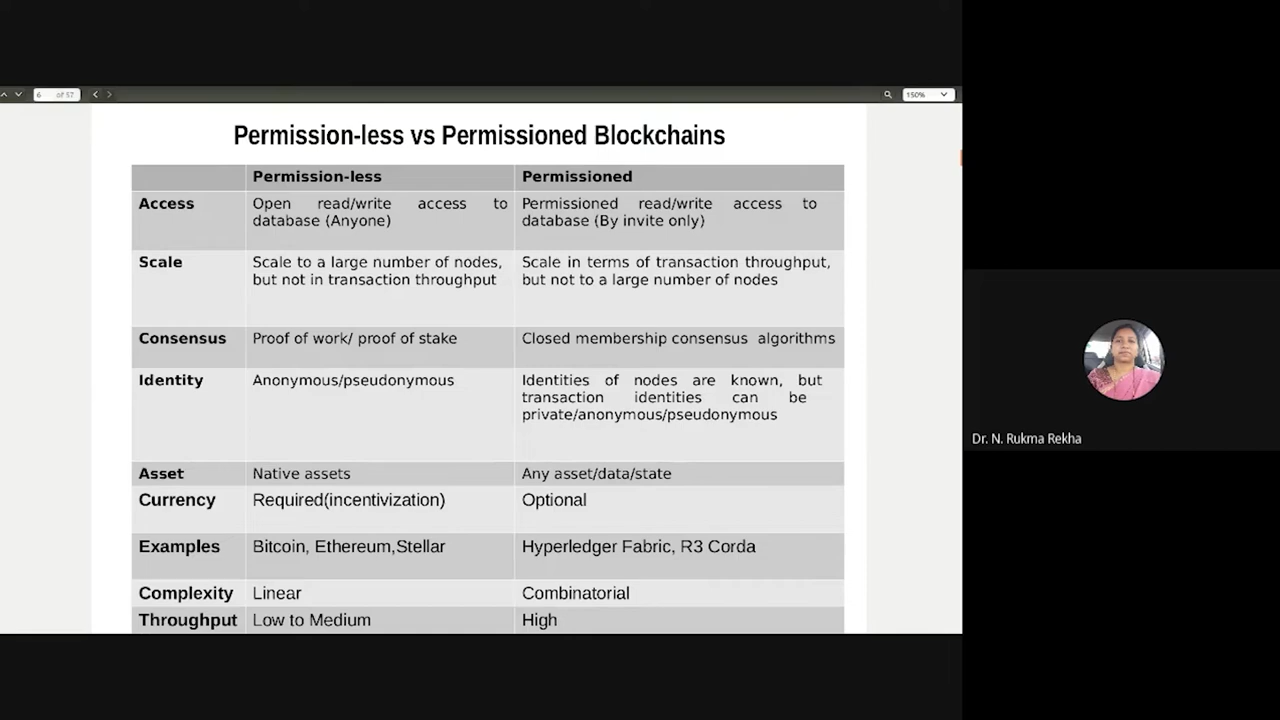 6 of 57
150%
Permission-less vs Permissioned Blockchains
Permission-less Permissioned
Access Open read/write access to Permissioned read/write access to
database (Anyone) database (By invite only)
Scale Scale to a large number of nodes, Scale in terms of transaction throughput,
but not in transaction throughput but not to a large number of nodes
Consensus Proof of work/ proof of stake Closed membership consensus algorithms
Identity Anonymous/pseudonymous Identities of nodes are known, but
transaction identities can be
private/anonymous/pseudonymous
Asset Native assets Any asset/data/state
Currency Required(incentivization) Optional
Examples Bitcoin, Ethereum,Stellar Hyperledger Fabric, R3 Corda
Complexity Linear Combinatorial
Throughput Low to Medium High
Dr. N. Rukma Rekha